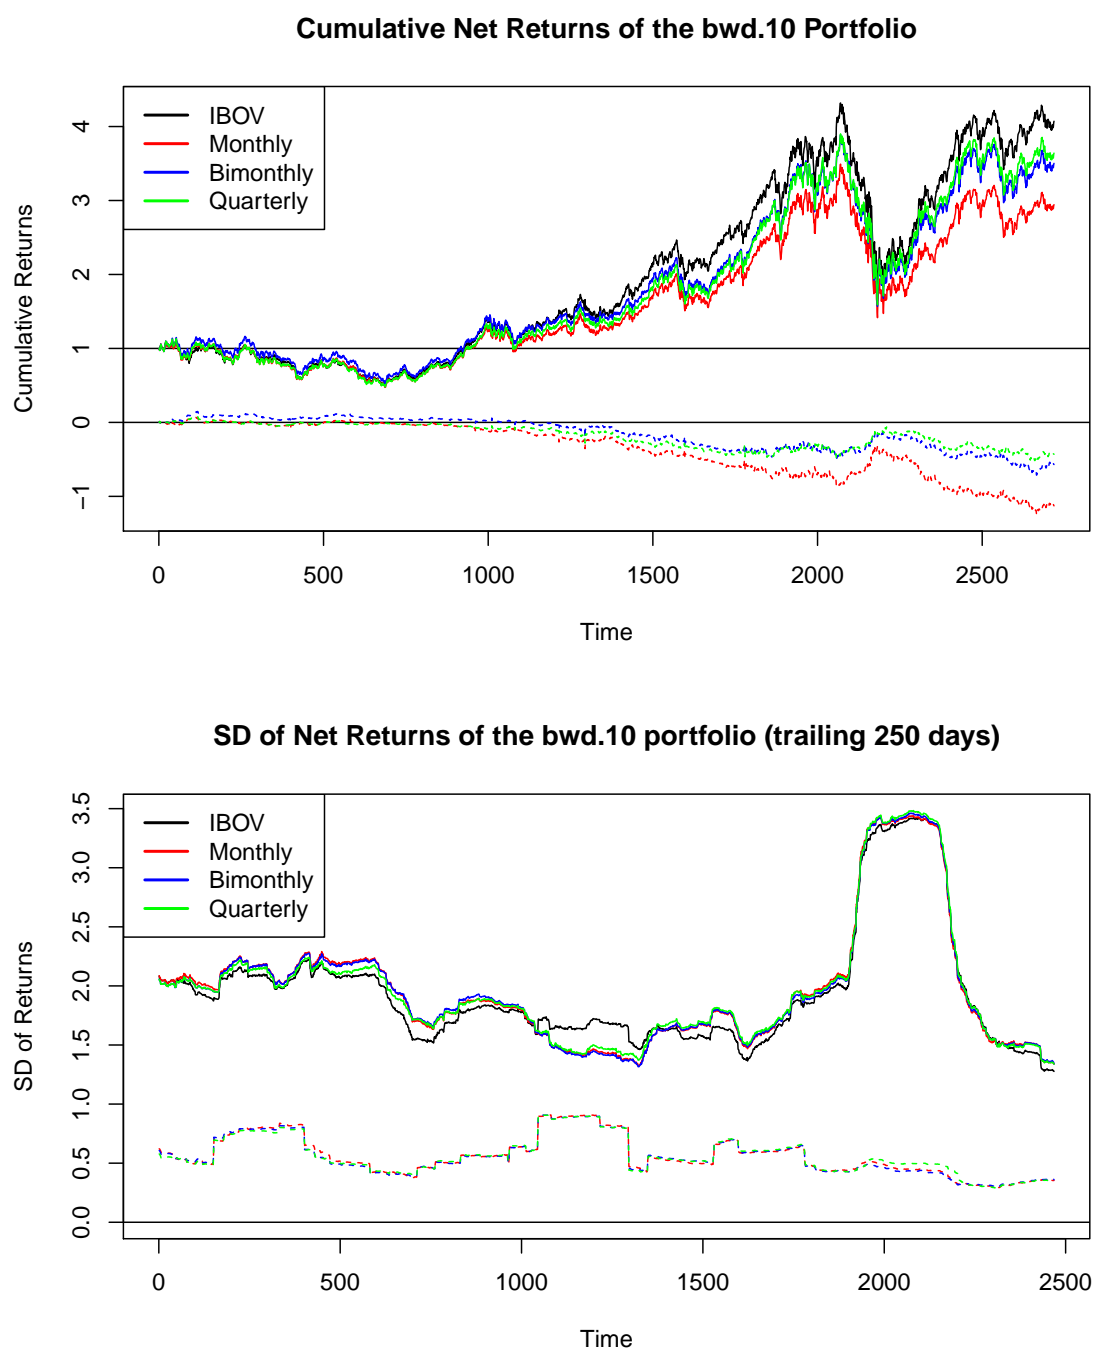 Cumulative Net Returns of the bwd.10 Portfolio
IBOV
Monthly
Bimonthly
Quarterly
Cumulative Returns
4
3
2
1
0
−1
0 500 1000 1500 2000 2500
Time
SD of Net Returns of the bwd.10 portfolio (trailing 250 days)
IBOV
Monthly
Bimonthly
Quarterly
SD of Returns
3.5
3.0
2.5
2.0
1.5
1.0
0.5
0.0
0 500 1000 1500 2000 2500
Time